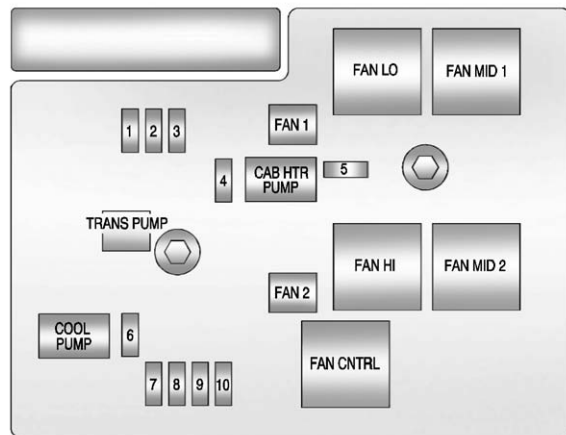 FAN LO
FAN MID 1
1
2
3
FAN 1
4
CAB HTR
PUMP
5
TRANS PUMP
FAN HI
FAN MID 2
FAN 2
COOL
PUMP
6
FAN CNTRL
7
8
9
10